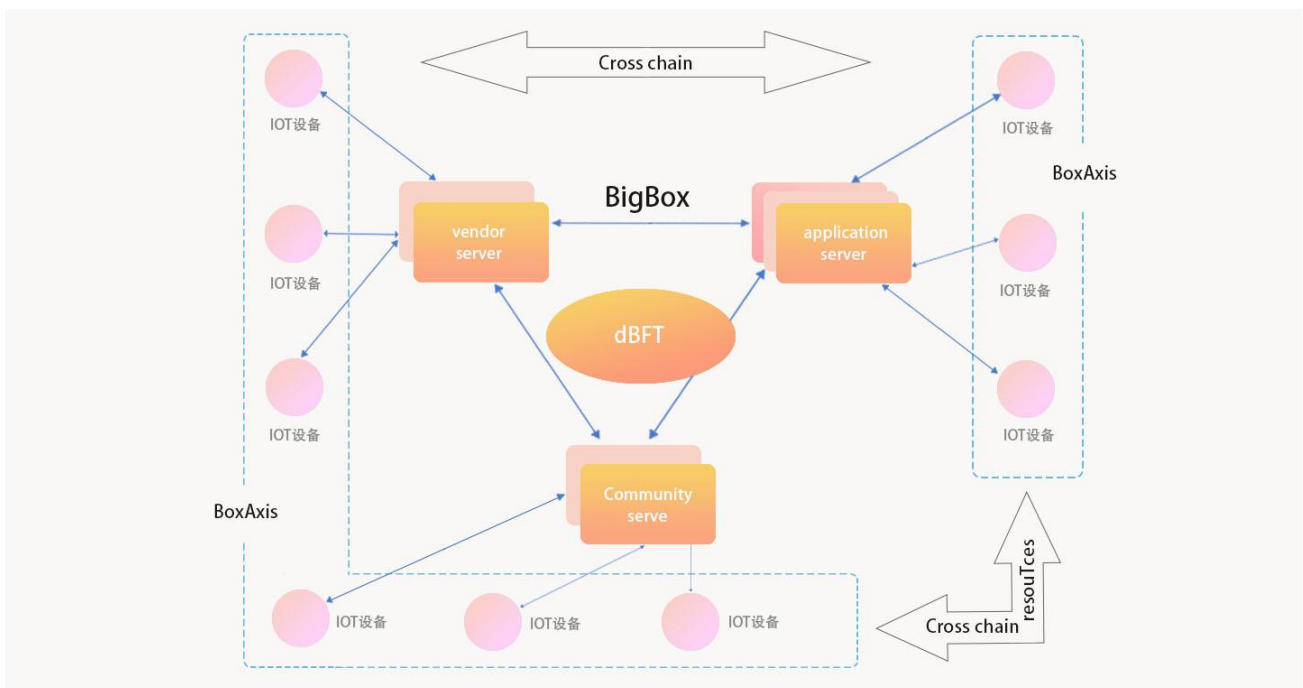 Cross chain
IOT设备
IOT设备
BoxAxis
BigBox
vendor
server
application
server
IOT设备
IOT设备
dBFT
IOT设备
IOT设备
Community
serve
BoxAxis
resouTces
Cross chain
IOT设备
IOT设备
IOT设备